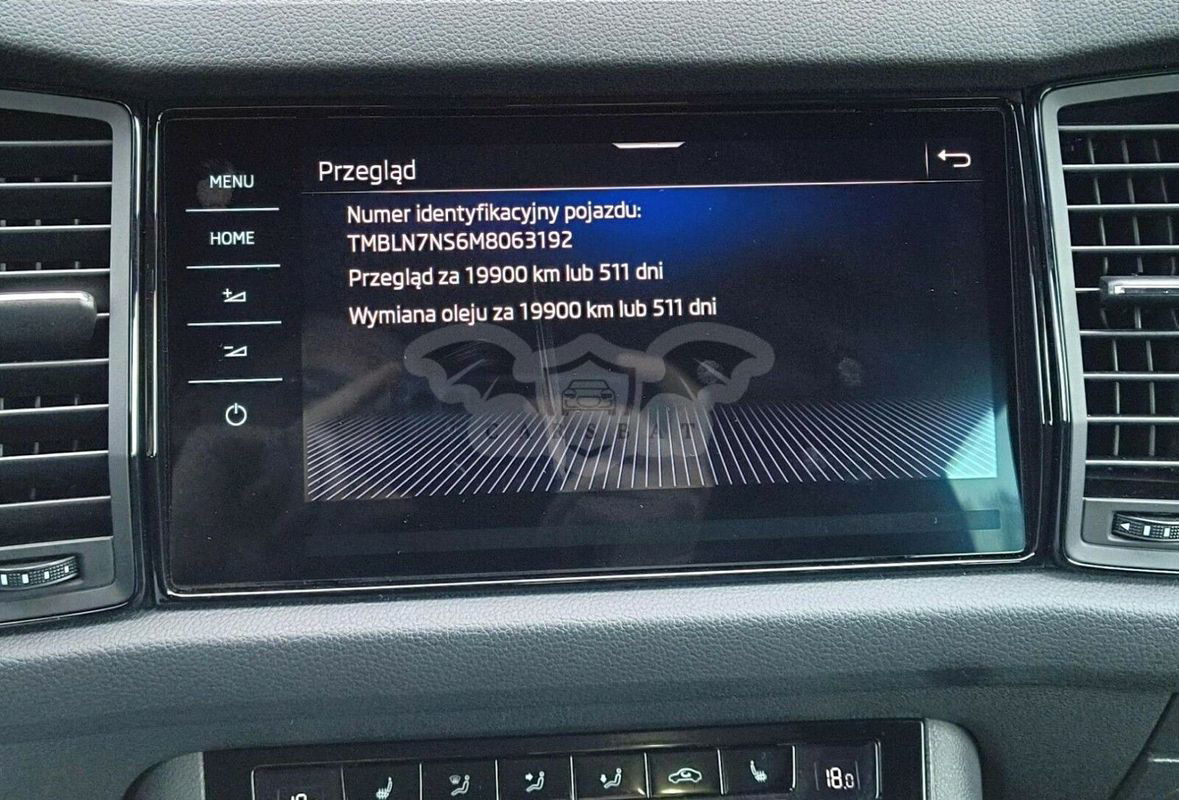 MENU
HOME
Przegląd
Numer identyfikacyjny pojazdu:
TMBLN7NS6M8063192
Przegląd za 19900 km lub 511 dni
Wymiana oleju za 19900 km lub 511 dni
CARSBAT
18.0